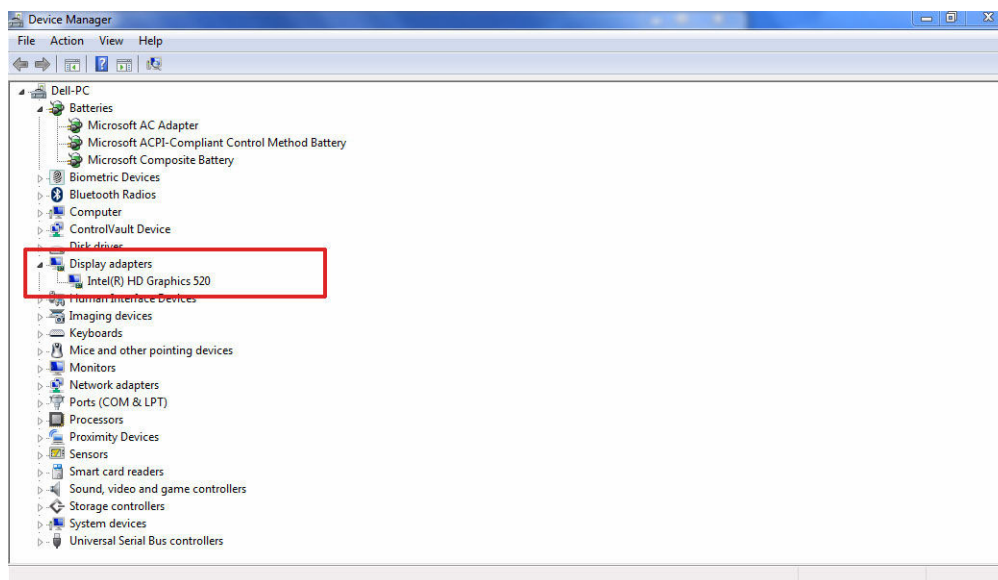 Device Manager
File Action View Help
Dell-PC
Batteries
Microsoft AC Adapter
Microsoft ACPI-Compliant Control Method Battery
Microsoft Composite Battery
Biometric Devices
Bluetooth Radios
Computer
ControlVault Device
Disk drives
Display adapters
Intel(R) HD Graphics 520
Human Interface Devices
Imaging devices
Keyboards
Mice and other pointing devices
Monitors
Network adapters
Ports (COM & LPT)
Processors
Proximity Devices
Sensors
Smart card readers
Sound, video and game controllers
Storage controllers
System devices
Universal Serial Bus controllers